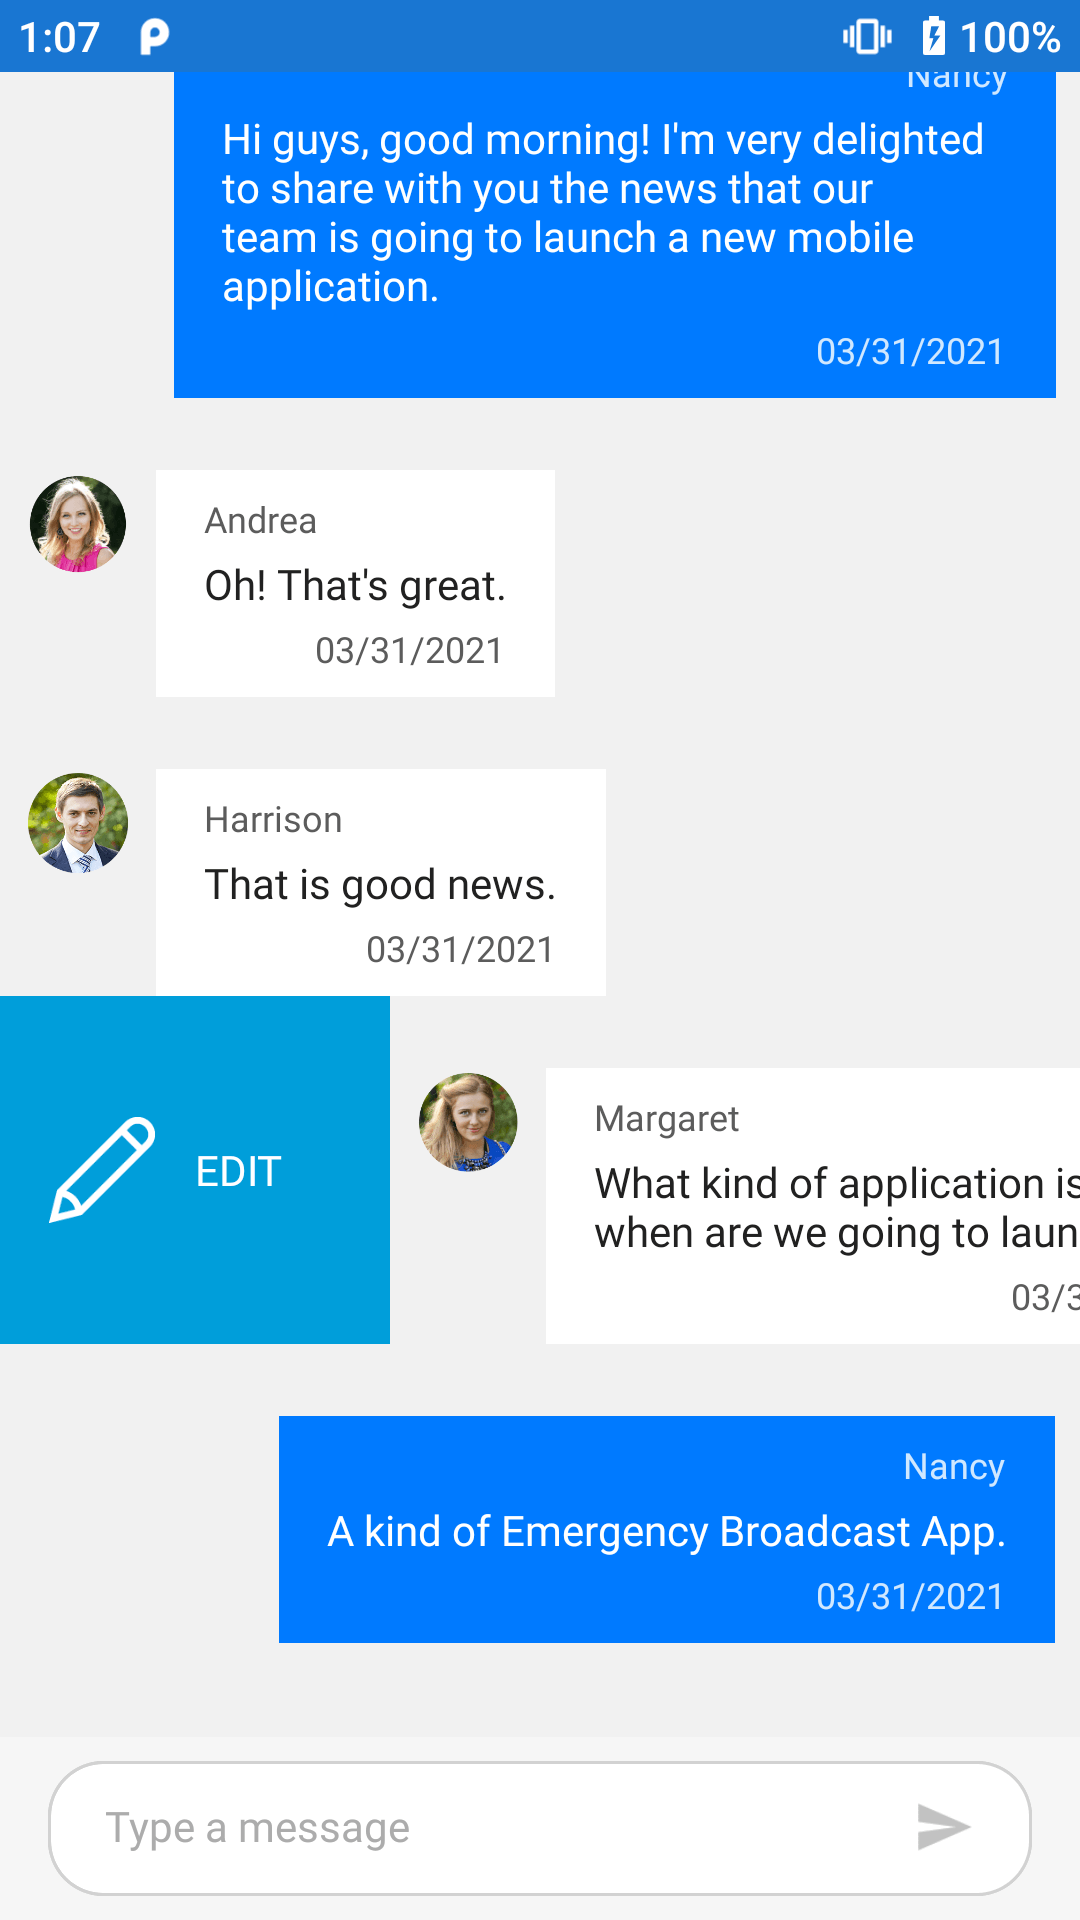 1:07
100%
Nancy
Hi guys, good morning! I'm very delighted
to share with you the news that our
team is going to launch a new mobile
application.
03/31/2021
Andrea
Oh! That's great.
03/31/2021
Harrison
That is good news.
03/31/2021
EDIT
Margaret
What kind of application is
when are we going to laun
03/3
Nancy
A kind of Emergency Broadcast App.
03/31/2021
Type a message